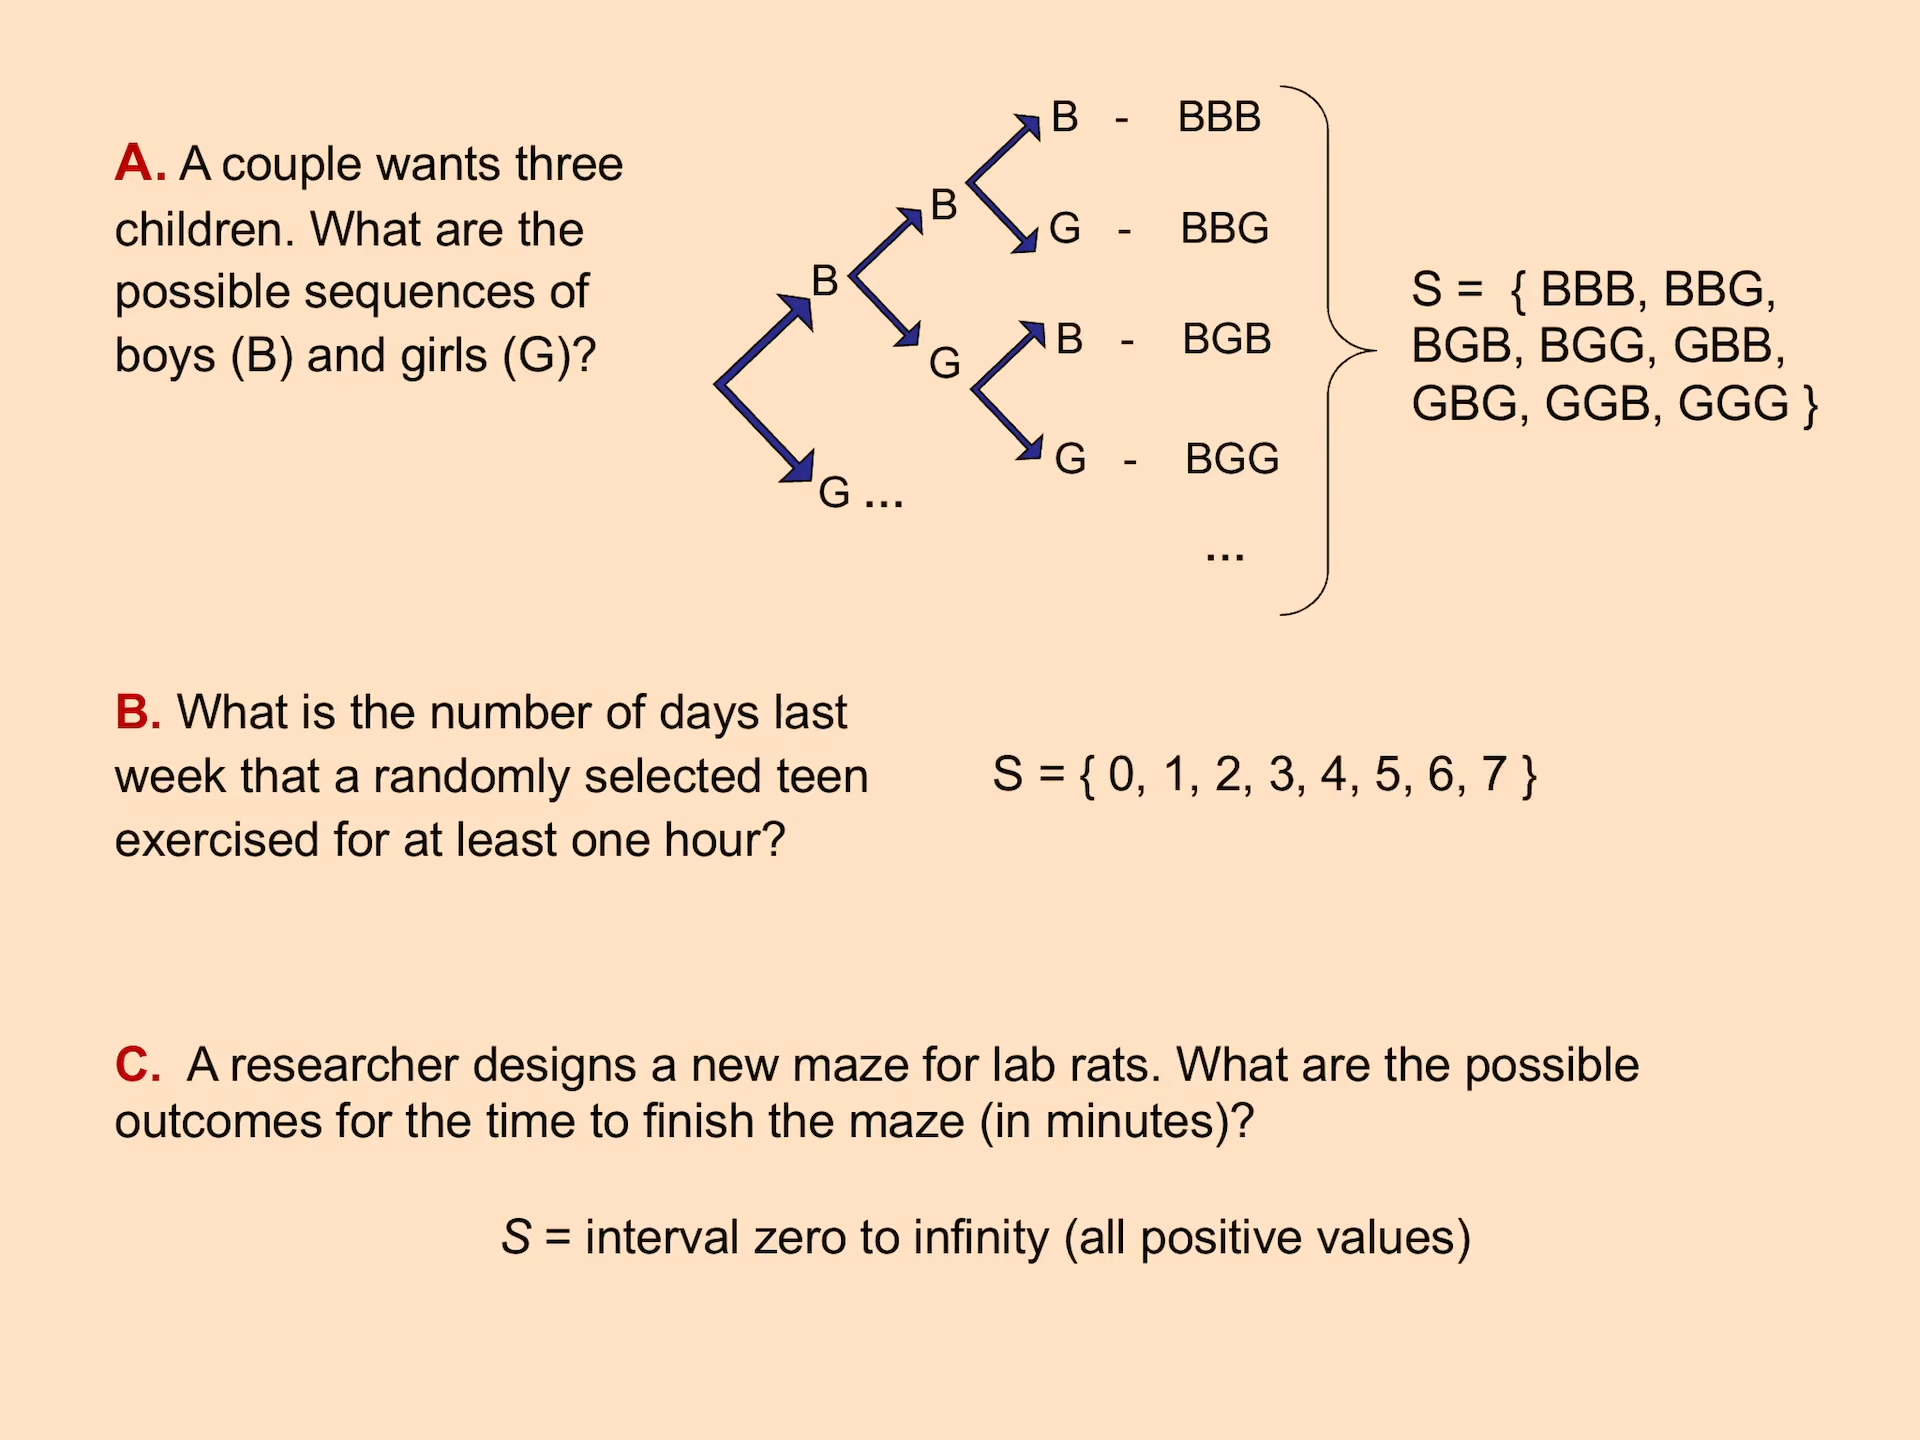 A. A couple wants three
children. What are the
possible sequences of
boys (B) and girls (G)?
B - BBB
B
G - BBG
B
B - BGB
G
G - BGG
G ...
...
S = { BBB, BBG,
BGB, BGG, GBB,
GBG, GGB, GGG }
B. What is the number of days last
week that a randomly selected teen
exercised for at least one hour?
S = { 0, 1, 2, 3, 4, 5, 6, 7 }
C. A researcher designs a new maze for lab rats. What are the possible
outcomes for the time to finish the maze (in minutes)?
S = interval zero to infinity (all positive values)